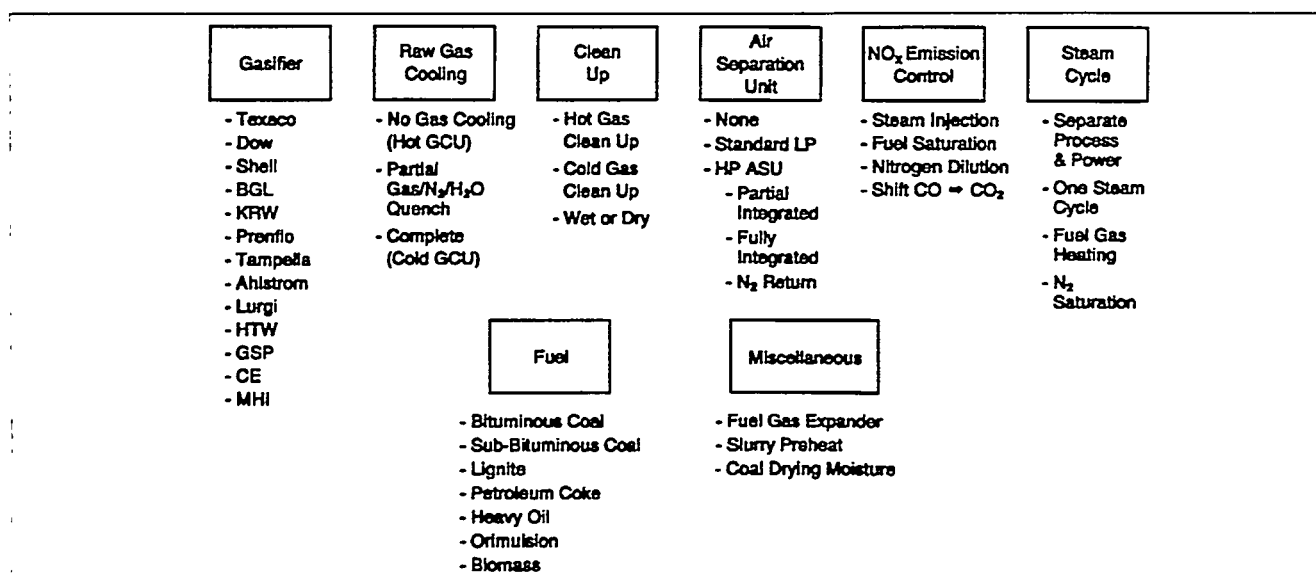 Gasifier
- Texaco
- Dow
- Shell
- BGL
- KRW
- Prenflo
- Tampella
- Ahlstrom
- Lurgi
- HTW
- GSP
- CE
- MHI
Raw Gas
Cooling
- No Gas Cooling
(Hot GCU)
- Partial
Gas/N₂/H₂O
Quench
- Complete
(Cold GCU)
Clean
Up
- Hot Gas
Clean Up
- Cold Gas
Clean Up
- Wet or Dry
Air
Separation
Unit
- None
- Standard LP
- HP ASU
- Partial
Integrated
- Fully
Integrated
- N₂ Return
NOₓ Emission
Control
- Steam Injection
- Fuel Saturation
- Nitrogen Dilution
- Shift CO ⇒ CO₂
Steam
Cycle
- Separate
Process
& Power
- One Steam
Cycle
- Fuel Gas
Heating
- N₂
Saturation
Fuel
- Bituminous Coal
- Sub-Bituminous Coal
- Lignite
- Petroleum Coke
- Heavy Oil
- Orimulsion
- Biomass
Miscellaneous
- Fuel Gas Expander
- Slurry Preheat
- Coal Drying Moisture